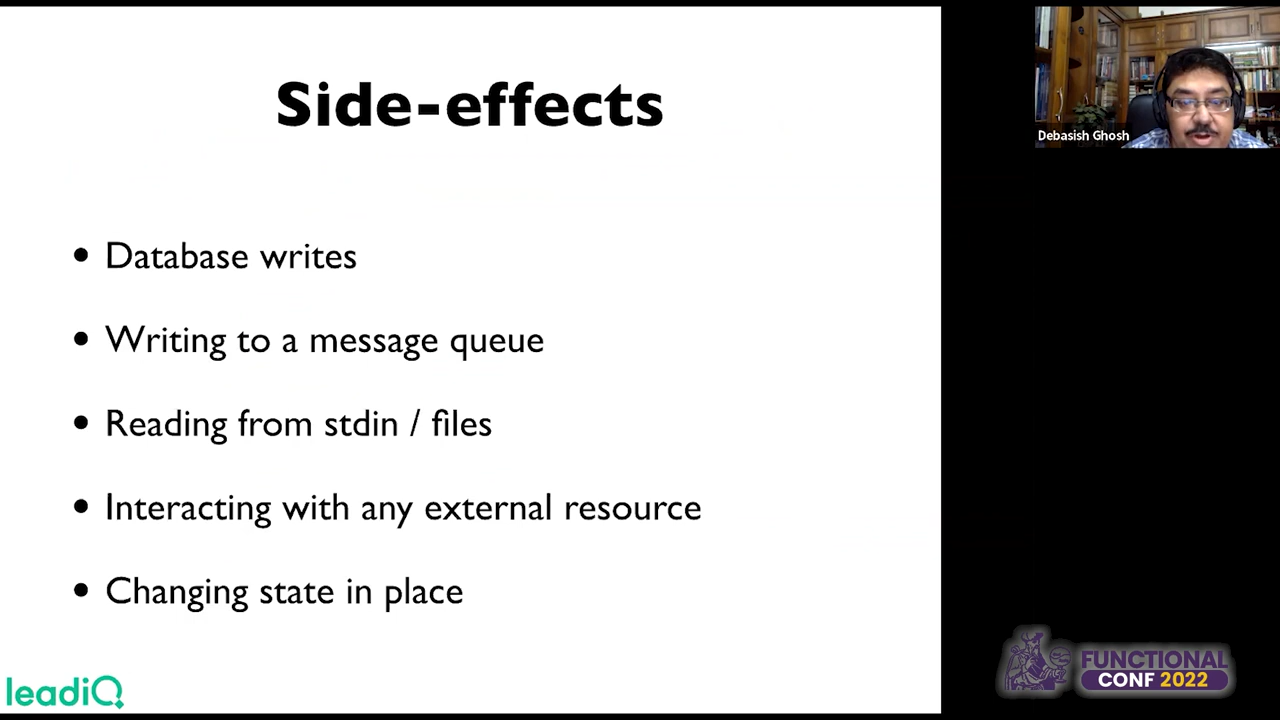 Side-effects
• Database writes
• Writing to a message queue
• Reading from stdin / files
• Interacting with any external resource
• Changing state in place
leadiQ
Debasish Ghosh
FUNCTIONAL
CONF 2022